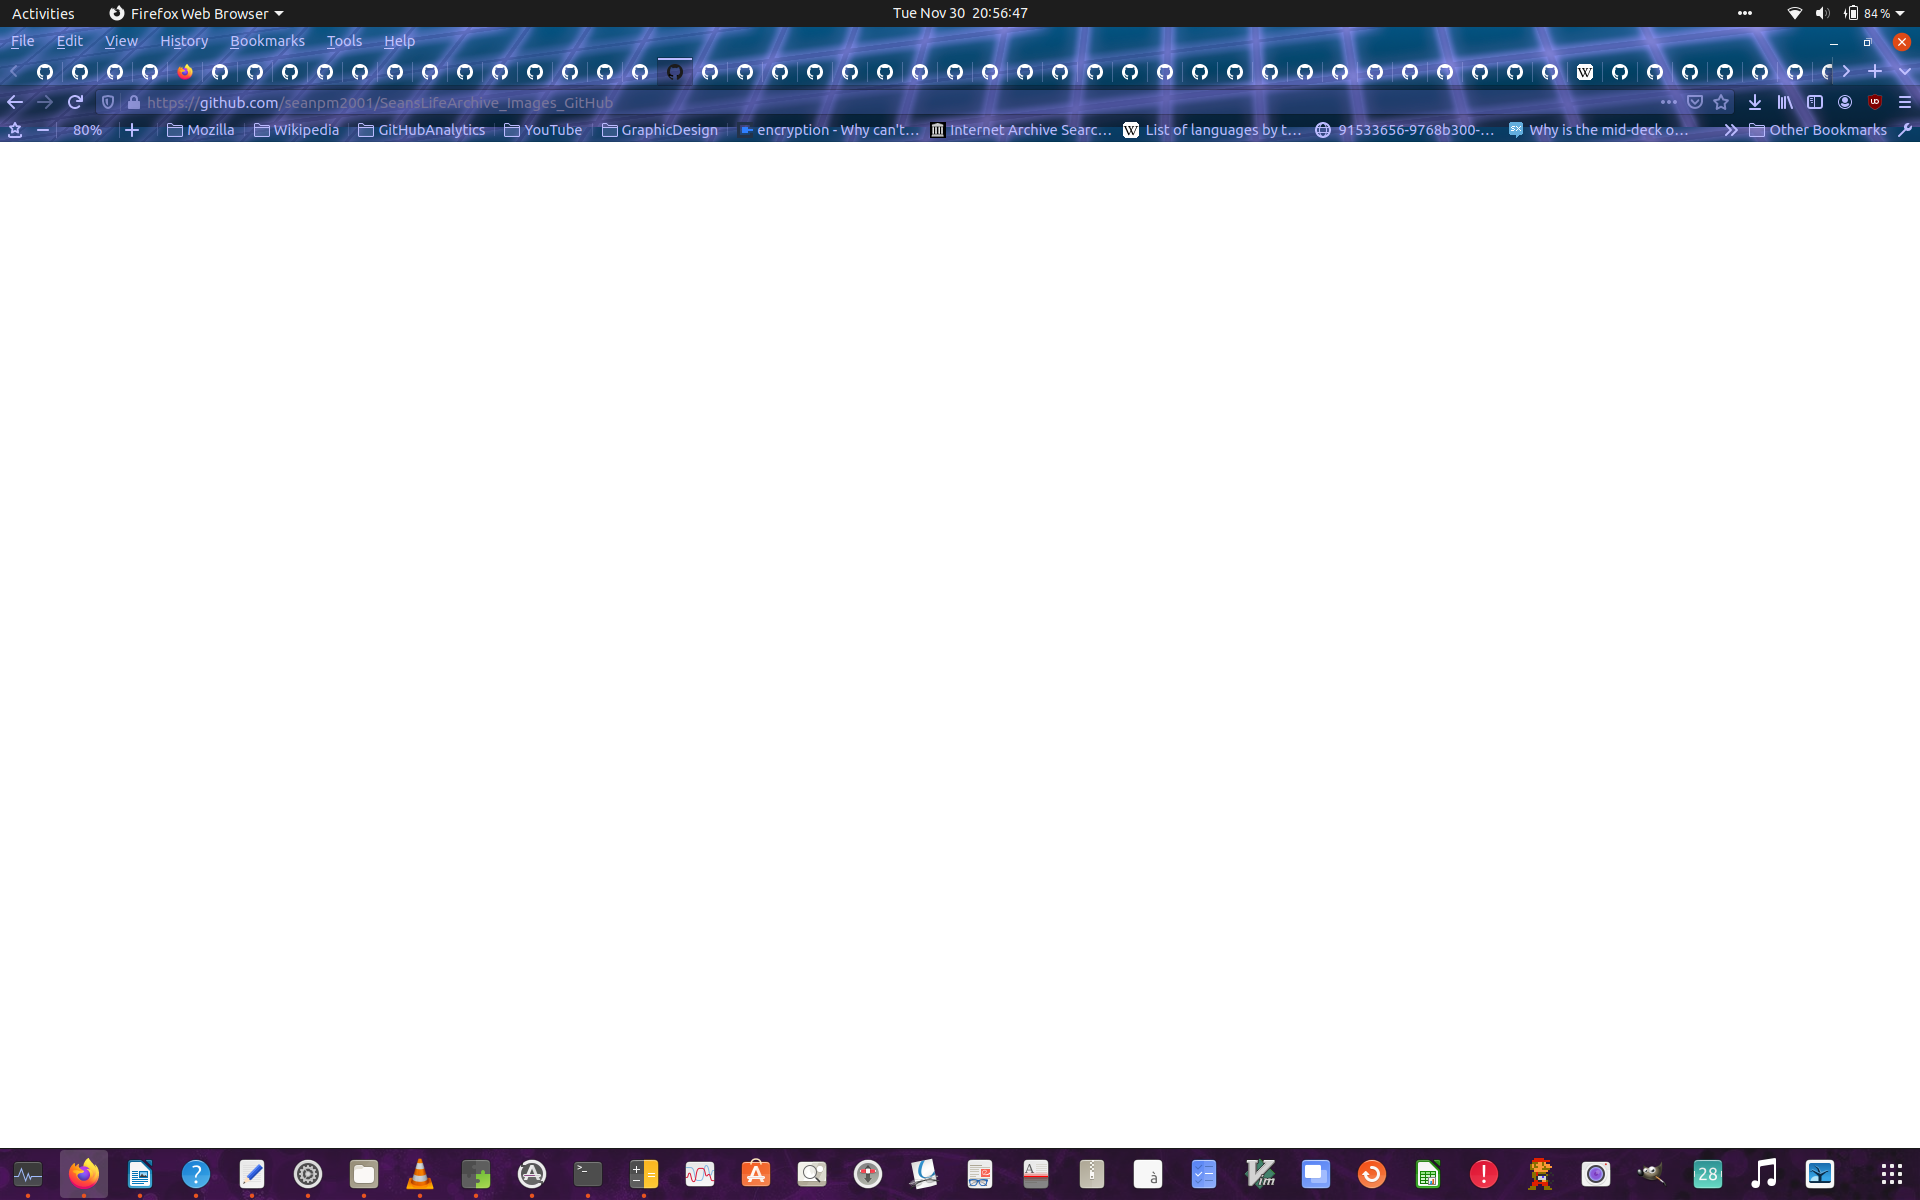 Activities Firefox Web Browser Tue Nov 30 20:56:47 84 %
File Edit View History Bookmarks Tools Help
W
https://github.com/seanpm2001/SeansLifeArchive_Images_GitHub
80% Mozilla Wikipedia GitHubAnalytics YouTube GraphicDesign encryption - Why can't… Internet Archive Searc… W List of languages by t… 91533656-9768b300-… Why is the mid-deck o… Other Bookmarks
? >_ A à Vim ! 28